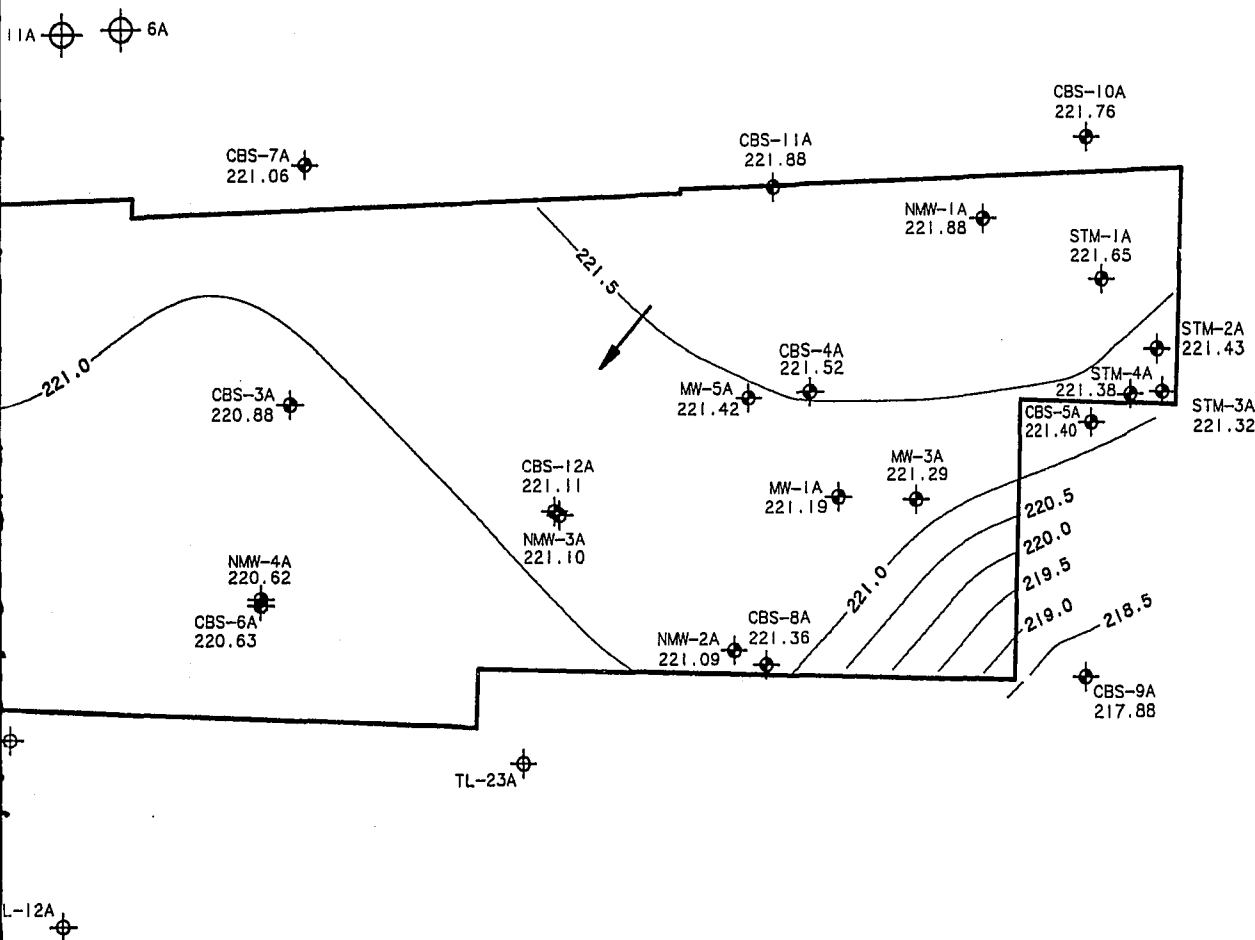 11A
6A
CBS-10A
221.76
CBS-11A
221.88
CBS-7A
221.06
NMW-1A
221.88
STM-1A
221.65
221.5
STM-2A
221.43
CBS-4A
221.52
STM-4A
221.38
MW-5A
221.42
221.0
CBS-3A
220.88
STM-3A
221.32
CBS-5A
221.40
CBS-12A
221.11
MW-3A
221.29
MW-1A
221.19
220.5
220.0
NMW-3A
221.10
219.5
NMW-4A
220.62
221.0
219.0
218.5
CBS-6A
220.63
CBS-8A
221.36
NMW-2A
221.09
CBS-9A
217.88
TL-23A
L-12A